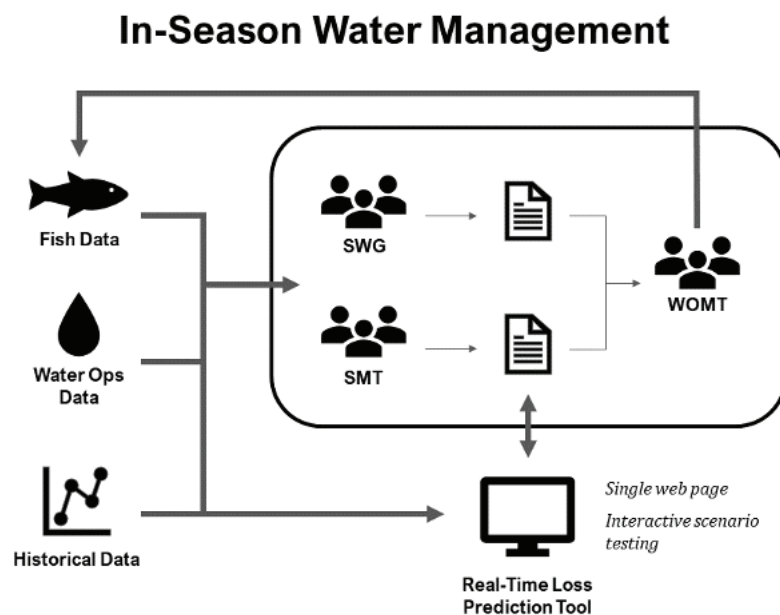 In-Season Water Management
Fish Data
SWG
WOMT
Water Ops
Data
SMT
Historical Data
Single web page
Interactive scenario
testing
Real-Time Loss
Prediction Tool